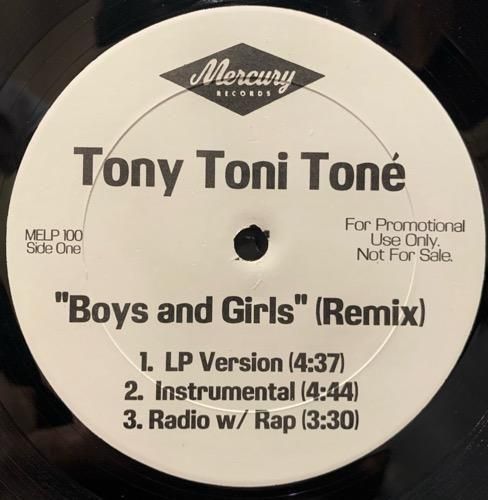 Mercury
RECORDS
Tony Toni Toné
MELP 100
Side One
For Promotional
Use Only.
Not For Sale.
"Boys and Girls" (Remix)
1. LP Version (4:37)
2. Instrumental (4:44)
3. Radio w/ Rap (3:30)